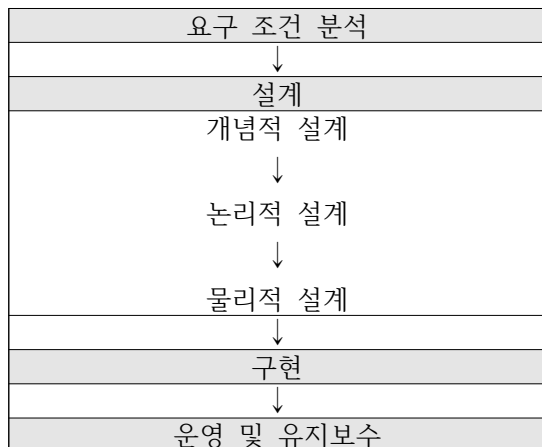 요구 조건 분석
↓
설계
개념적 설계
↓
논리적 설계
↓
물리적 설계
↓
구현
↓
운영 및 유지보수